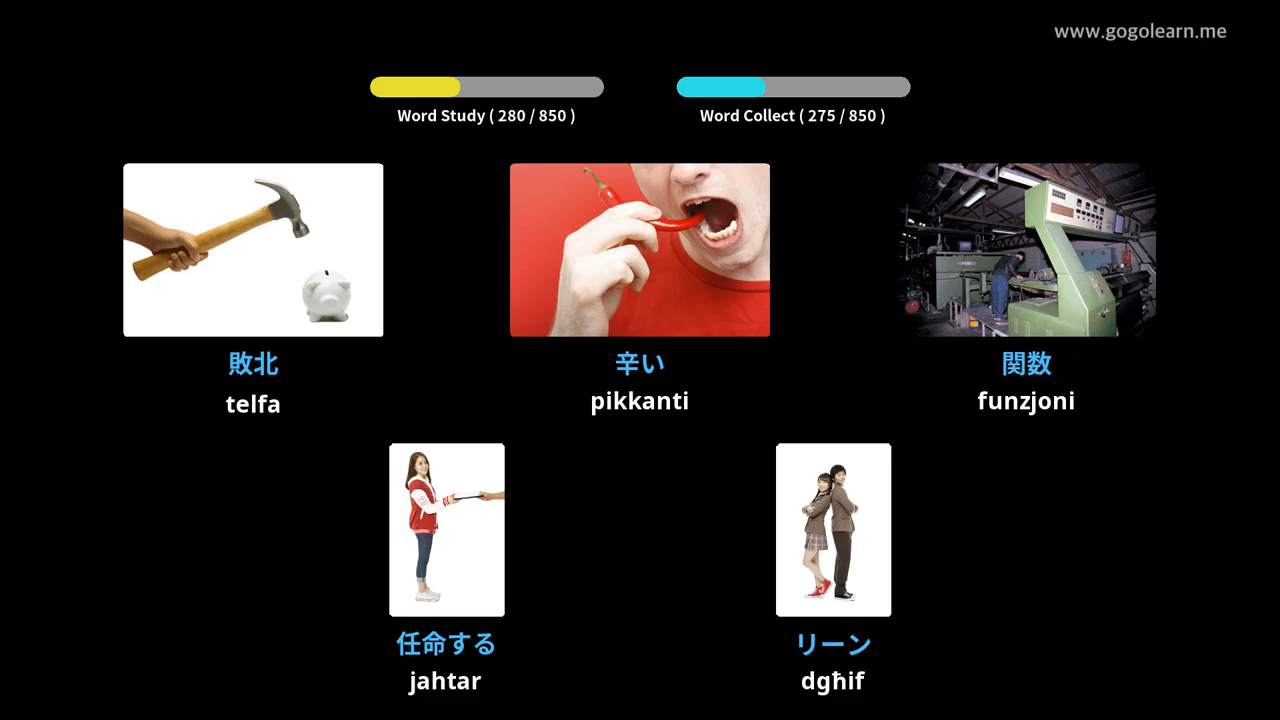 www.gogolearn.me
Word Study ( 280 / 850 )
Word Collect ( 275 / 850 )
敗北
telfa
辛い
pikkanti
関数
funzjoni
任命する
jahtar
リーン
dgħif